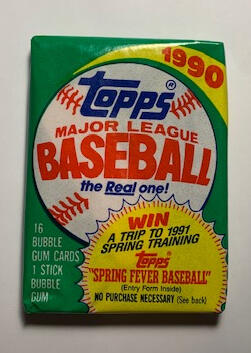 1990
topps®
MAJOR LEAGUE
BASEBALL
the Real one!
16
BUBBLE
GUM CARDS
1 STICK
BUBBLE
GUM
WIN
A TRIP TO 1991
SPRING TRAINING
Topps
"SPRING FEVER BASEBALL"
(Entry Form Inside)
NO PURCHASE NECESSARY (See back)